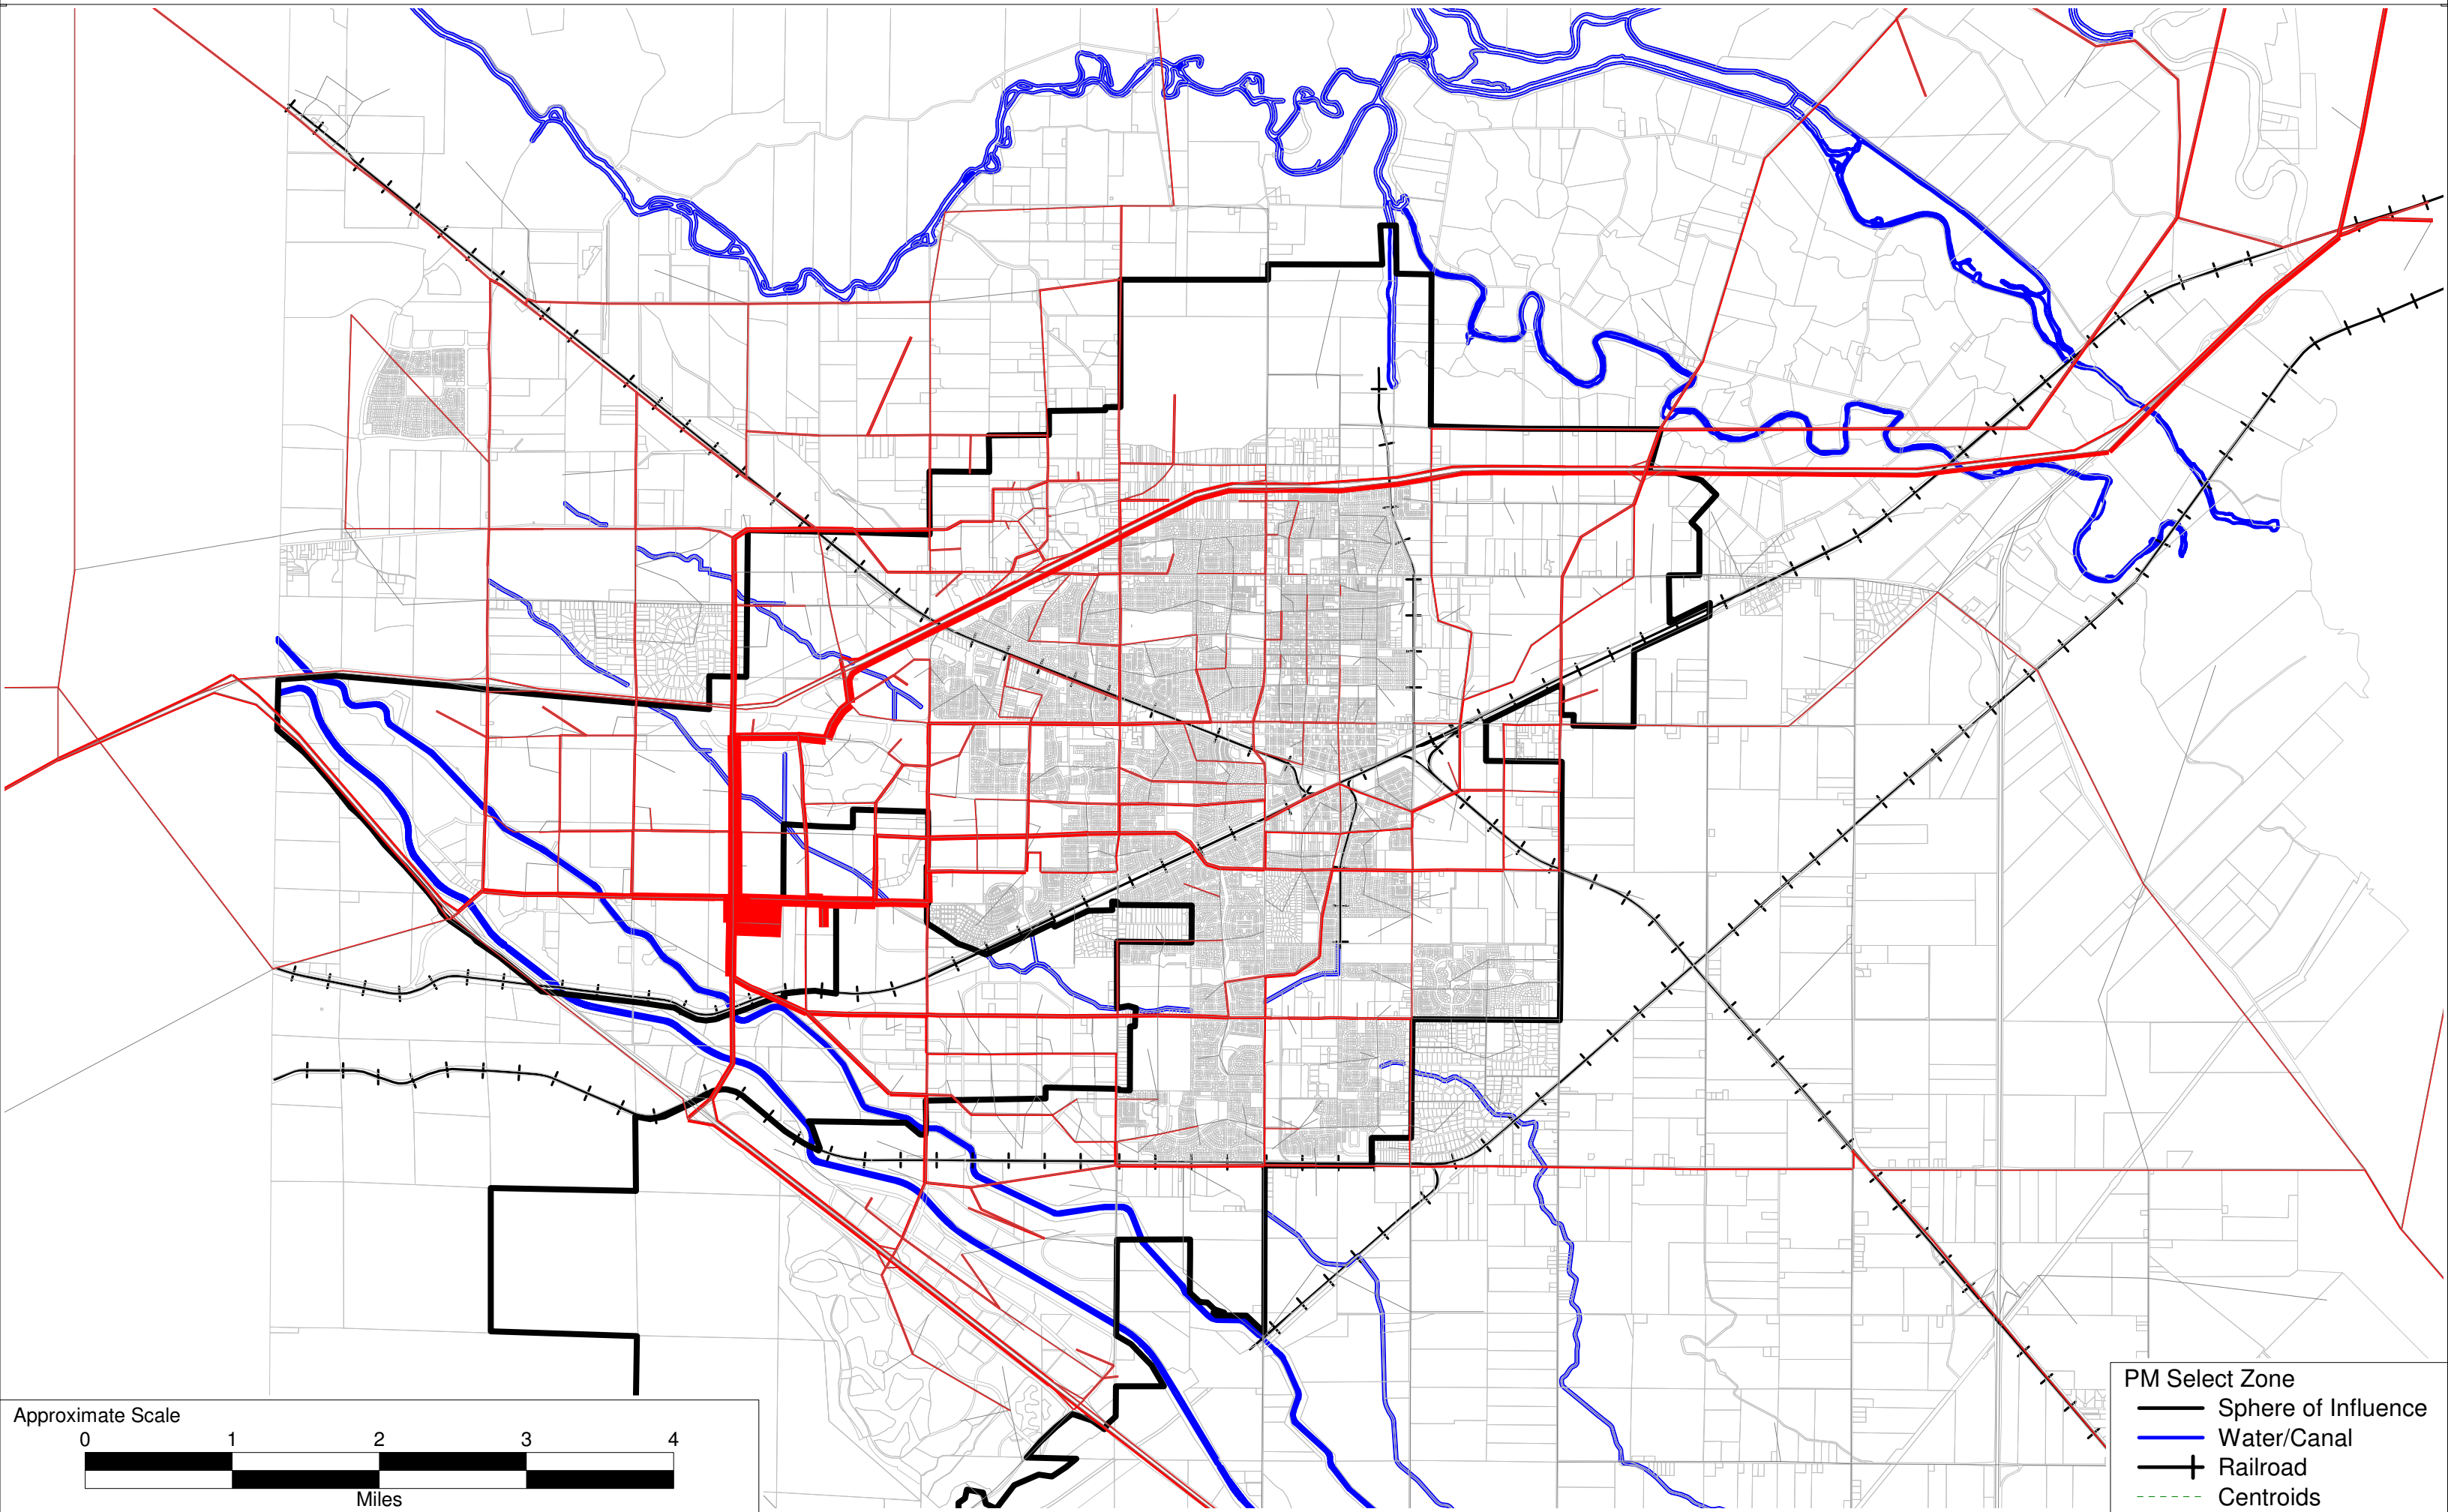 Approximate Scale
0 1 2 3 4
Miles
PM Select Zone
Sphere of Influence
Water/Canal
Railroad
Centroids